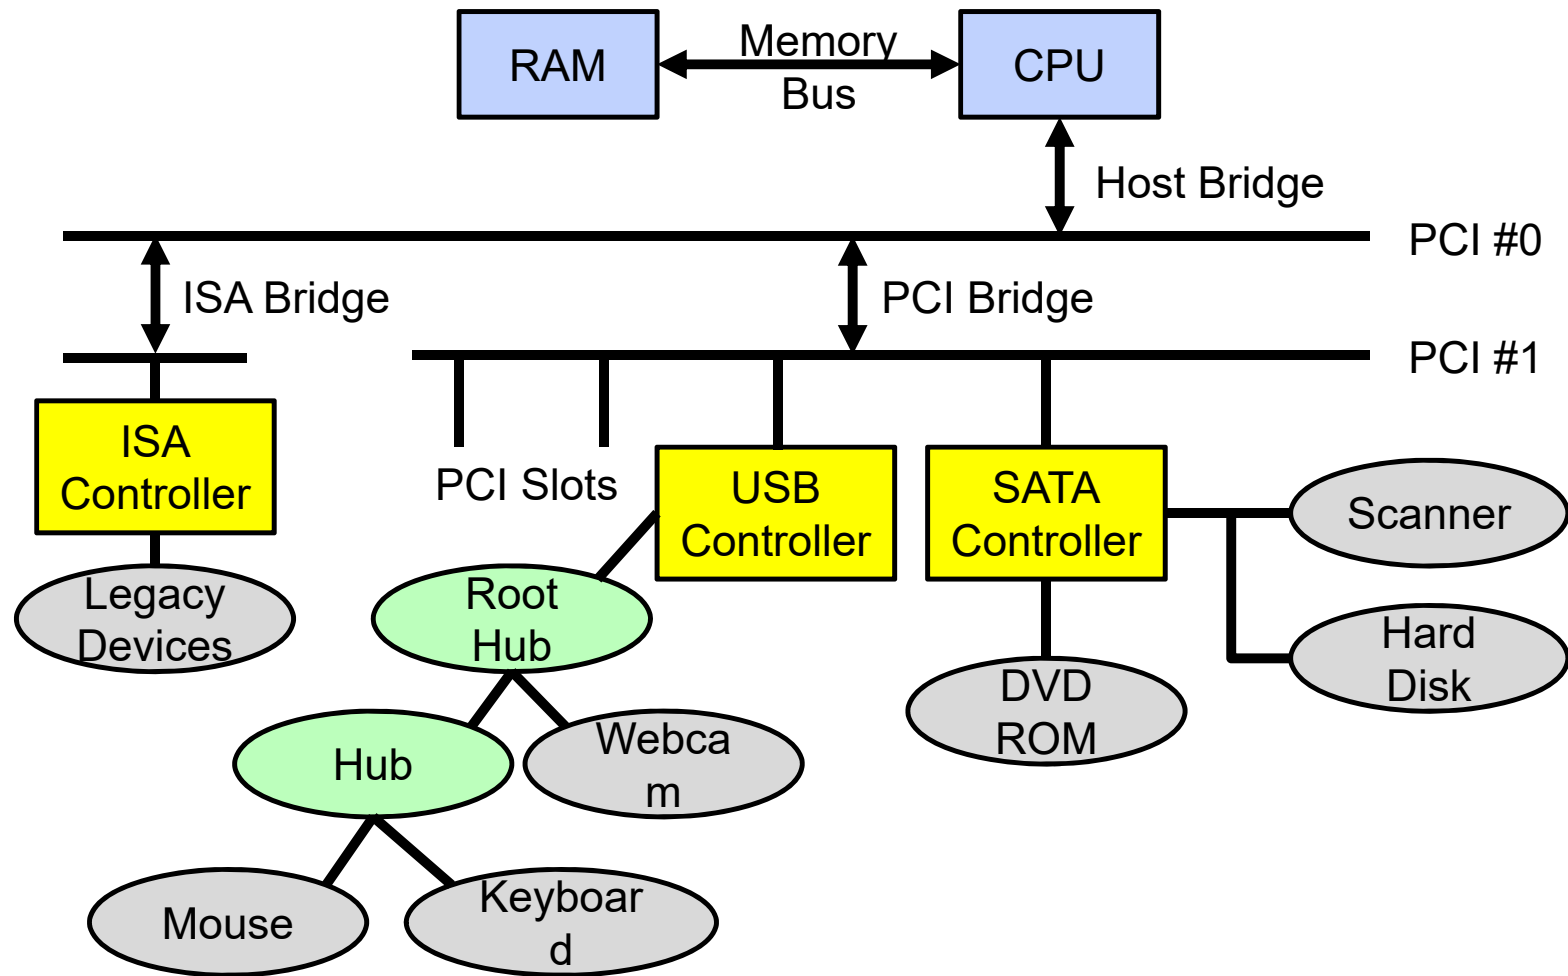 RAM
Memory
Bus
CPU
Host Bridge
PCI #0
ISA Bridge
PCI Bridge
PCI #1
ISA
Controller
PCI Slots
USB
Controller
SATA
Controller
Scanner
Legacy
Devices
Root
Hub
Hard
Disk
DVD
ROM
Hub
Webca
m
Mouse
Keyboar
d